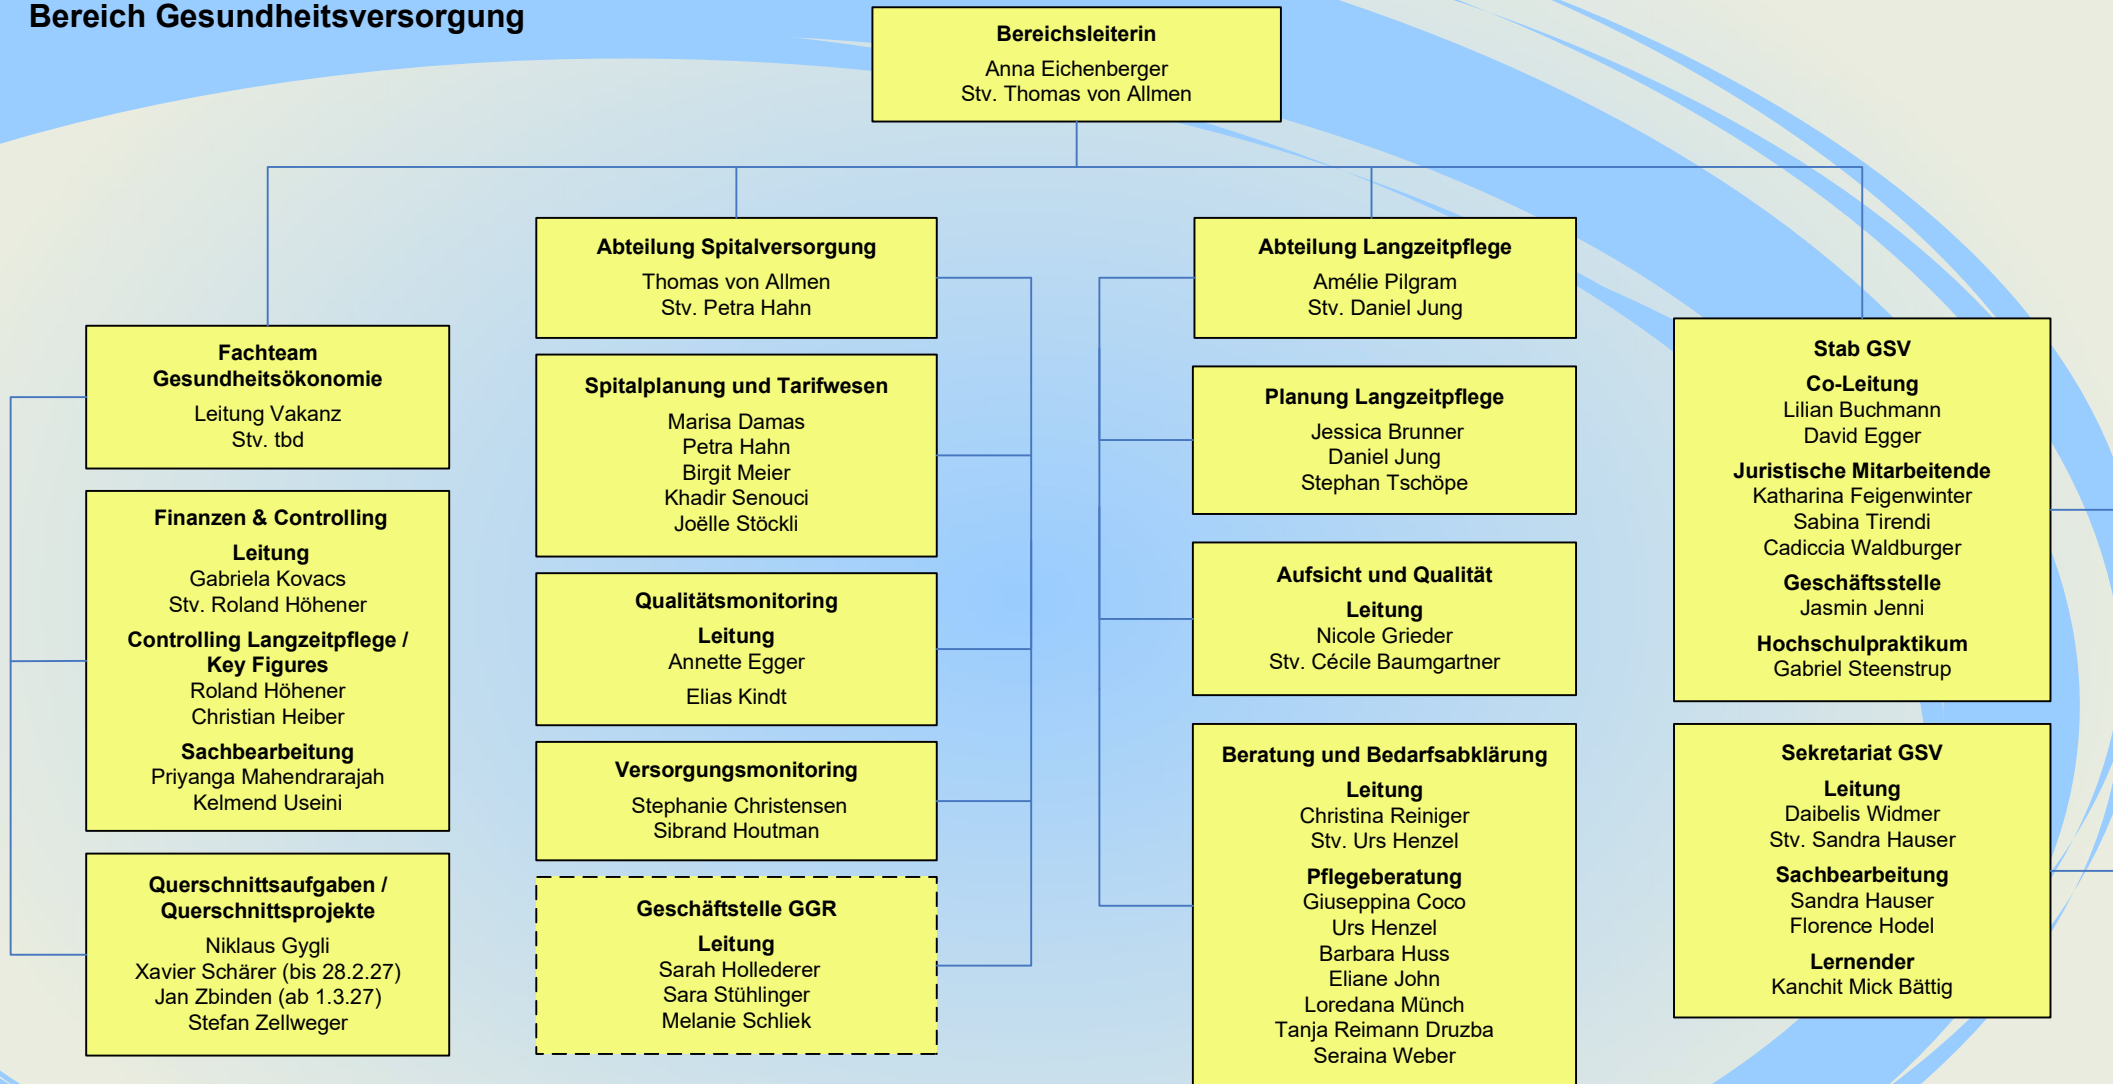 Bereich Gesundheitsversorgung
Bereichsleiterin
Anna Eichenberger
Stv. Thomas von Allmen
Fachteam
Gesundheitsökonomie
Leitung Vakanz
Stv. tbd
Finanzen & Controlling
Leitung
Gabriela Kovacs
Stv. Roland Höhener
Controlling Langzeitpflege /
Key Figures
Roland Höhener
Christian Heiber
Sachbearbeitung
Priyanga Mahendrarajah
Kelmend Useini
Querschnittsaufgaben /
Querschnittsprojekte
Niklaus Gygli
Xavier Schärer (bis 28.2.27)
Jan Zbinden (ab 1.3.27)
Stefan Zellweger
Abteilung Spitalversorgung
Thomas von Allmen
Stv. Petra Hahn
Spitalplanung und Tarifwesen
Marisa Damas
Petra Hahn
Birgit Meier
Khadir Senouci
Joëlle Stöckli
Qualitätsmonitoring
Leitung
Annette Egger
Elias Kindt
Versorgungsmonitoring
Stephanie Christensen
Sibrand Houtman
Geschäftstelle GGR
Leitung
Sarah Hollederer
Sara Stühlinger
Melanie Schliek
Abteilung Langzeitpflege
Amélie Pilgram
Stv. Daniel Jung
Planung Langzeitpflege
Jessica Brunner
Daniel Jung
Stephan Tschöpe
Aufsicht und Qualität
Leitung
Nicole Grieder
Stv. Cécile Baumgartner
Beratung und Bedarfsabklärung
Leitung
Christina Reiniger
Stv. Urs Henzel
Pflegeberatung
Giuseppina Coco
Urs Henzel
Barbara Huss
Eliane John
Loredana Münch
Tanja Reimann Druzba
Seraina Weber
Stab GSV
Co-Leitung
Lilian Buchmann
David Egger
Juristische Mitarbeitende
Katharina Feigenwinter
Sabina Tirendi
Cadiccia Waldburger
Geschäftsstelle
Jasmin Jenni
Hochschulpraktikum
Gabriel Steenstrup
Sekretariat GSV
Leitung
Daibelis Widmer
Stv. Sandra Hauser
Sachbearbeitung
Sandra Hauser
Florence Hodel
Lernender
Kanchit Mick Bättig